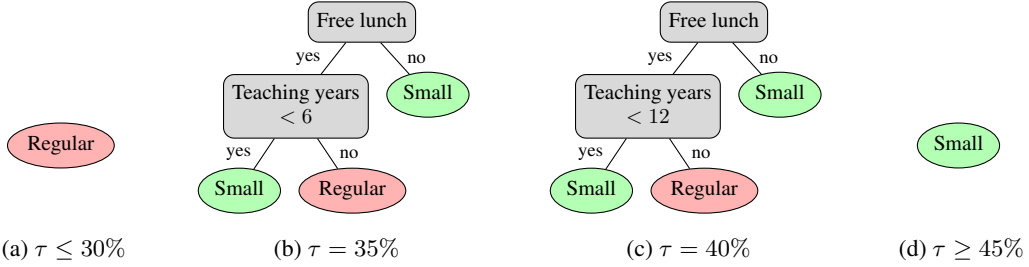 Free lunch
yes
no
Teaching years
< 6
Small
yes
no
Small
Regular
Free lunch
yes
no
Teaching years
< 12
Small
yes
no
Small
Regular
Regular
Small
(a) τ ≤ 30%
(b) τ = 35%
(c) τ = 40%
(d) τ ≥ 45%